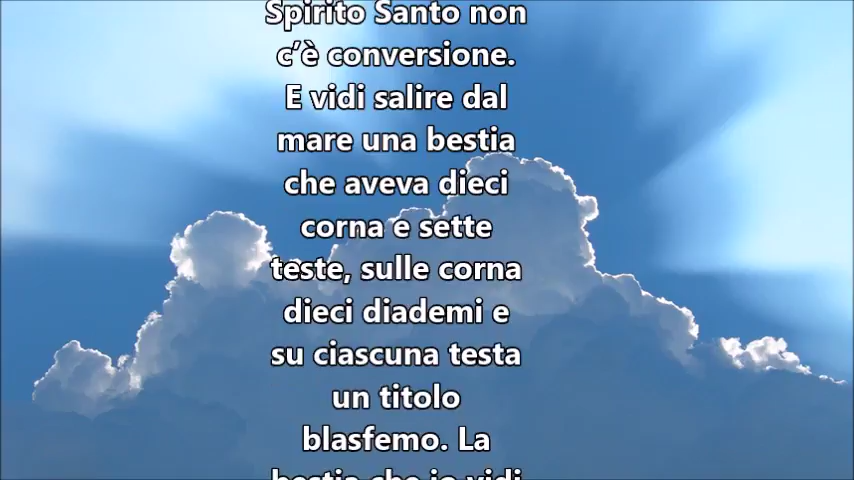 Spirito Santo non
c’è conversione.
E vidi salire dal
mare una bestia
che aveva dieci
corna e sette
teste, sulle corna
dieci diademi e
su ciascuna testa
un titolo
blasfemo. La
bestia che io vidi